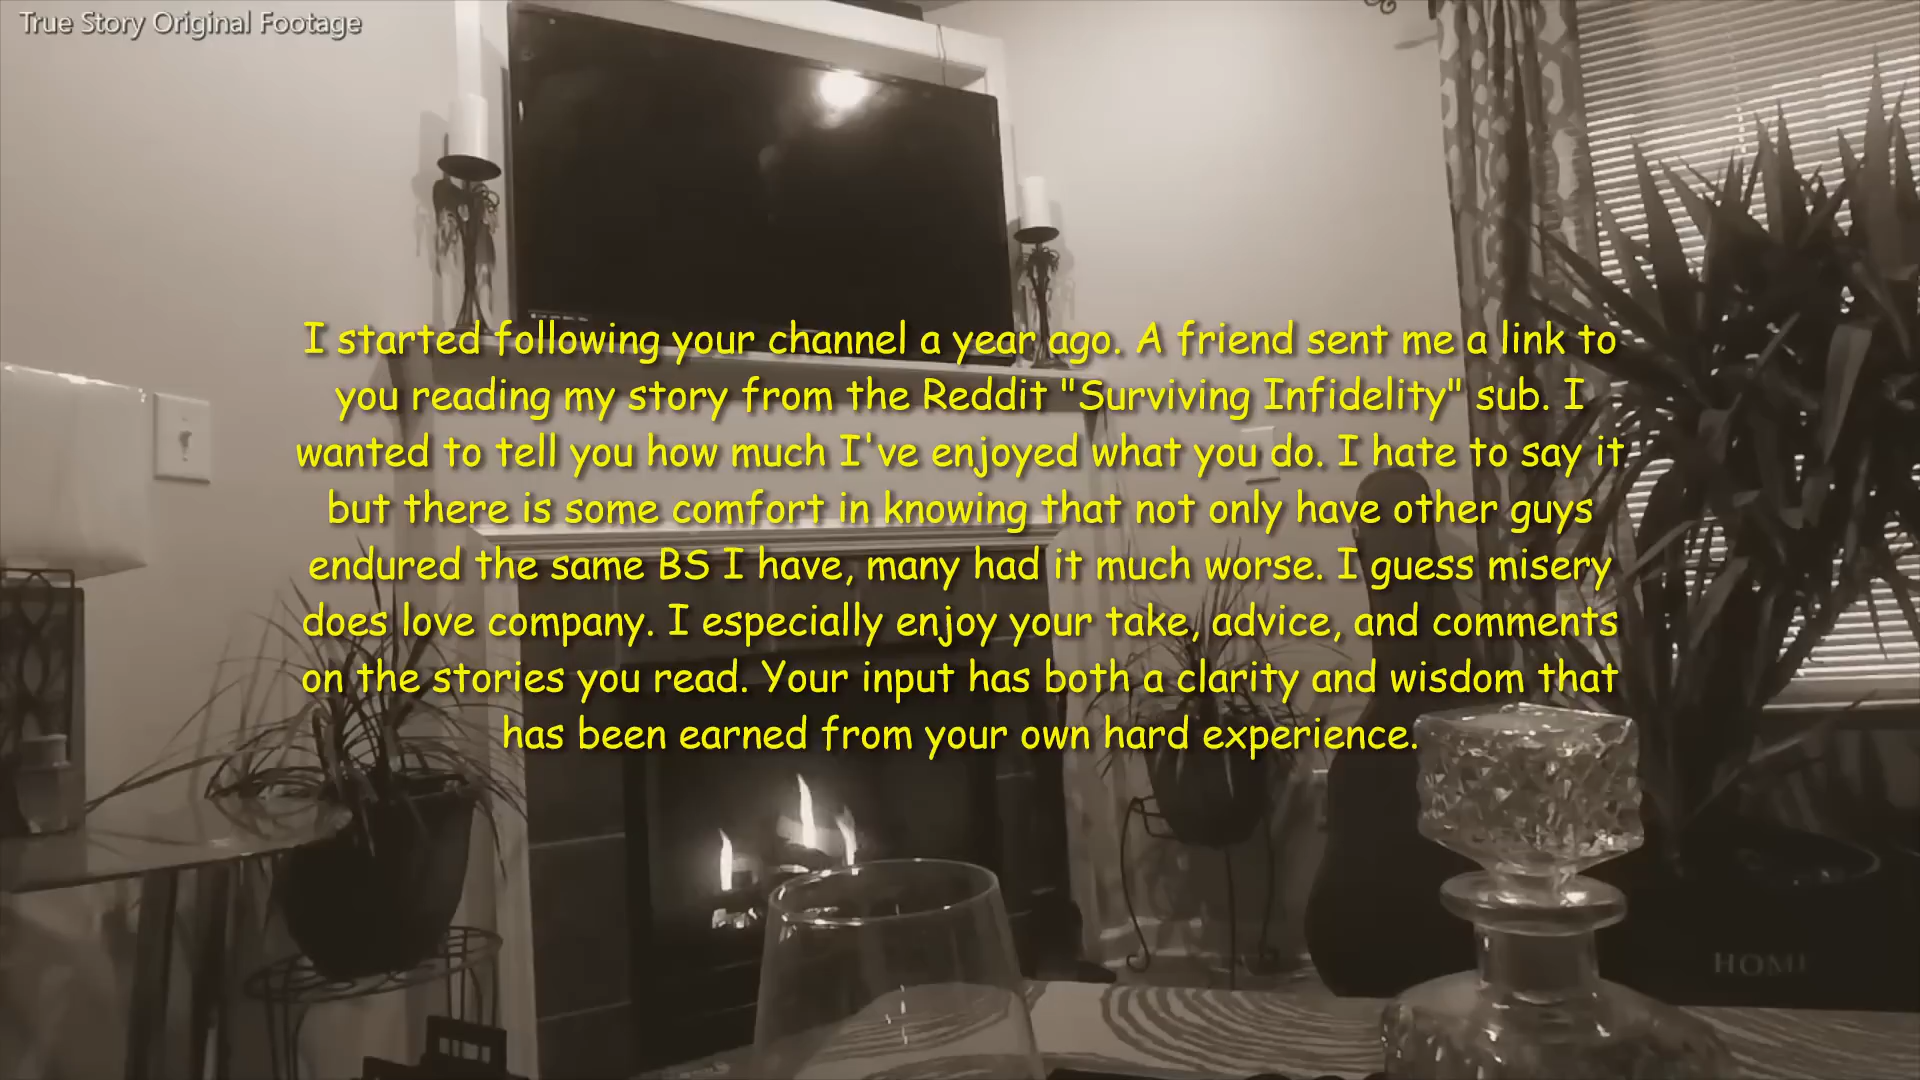 True Story Original Footage
I started following your channel a year ago. A friend sent me a link to
you reading my story from the Reddit "Surviving Infidelity" sub. I
wanted to tell you how much I've enjoyed what you do. I hate to say it
but there is some comfort in knowing that not only have other guys
endured the same BS I have, many had it much worse. I guess misery
does love company. I especially enjoy your take, advice, and comments
on the stories you read. Your input has both a clarity and wisdom that
has been earned from your own hard experience.
HOME